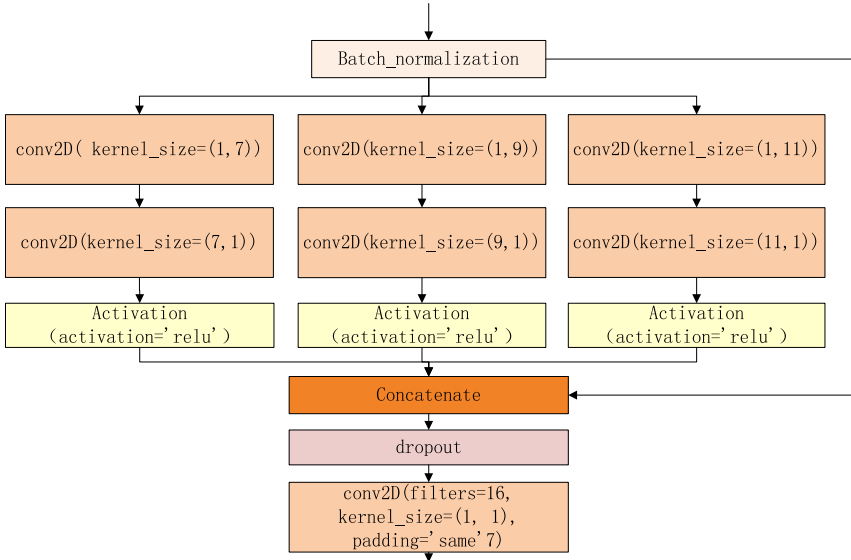 Batch_normalization
conv2D( kernel_size=(1,7))
conv2D(kernel_size=(1,9))
conv2D(kernel_size=(1,11))
conv2D(kernel_size=(7,1))
conv2D(kernel_size=(9,1))
conv2D(kernel_size=(11,1))
Activation
(activation='relu')
Activation
(activation='relu')
Activation
(activation='relu')
Concatenate
dropout
conv2D(filters=16,
kernel_size=(1, 1),
padding='same'7)